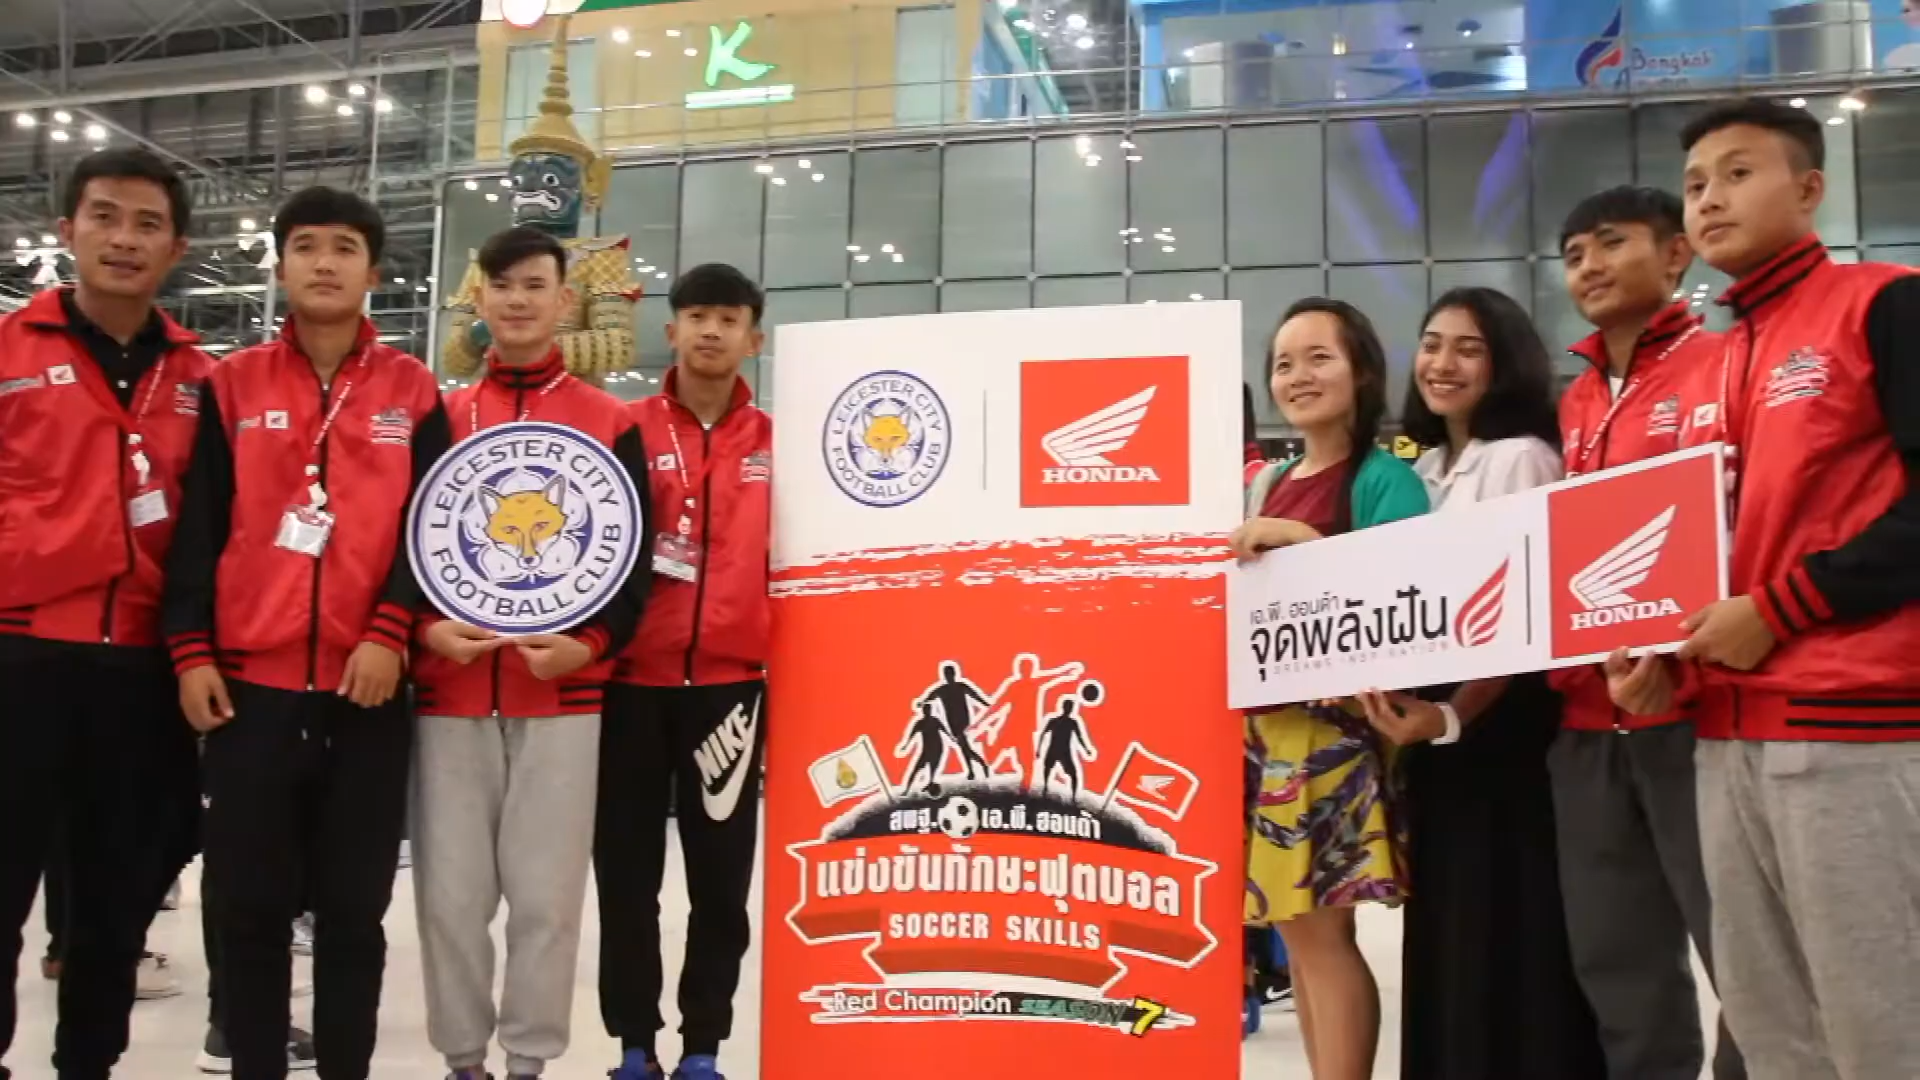 K
Bangkok
LEICESTER CITY
FOOTBALL CLUB
HONDA
LEICESTER CITY
FOOTBALL CLUB
เอ.พี. ฮอนด้า
จุดพลังฝัน
DREAMS INSPIRATION
HONDA
NIKE
สพฐ. เอ.พี. ฮอนด้า
แข่งขันทักษะฟุตบอล
SOCCER SKILLS
Red Champion SEASON 7